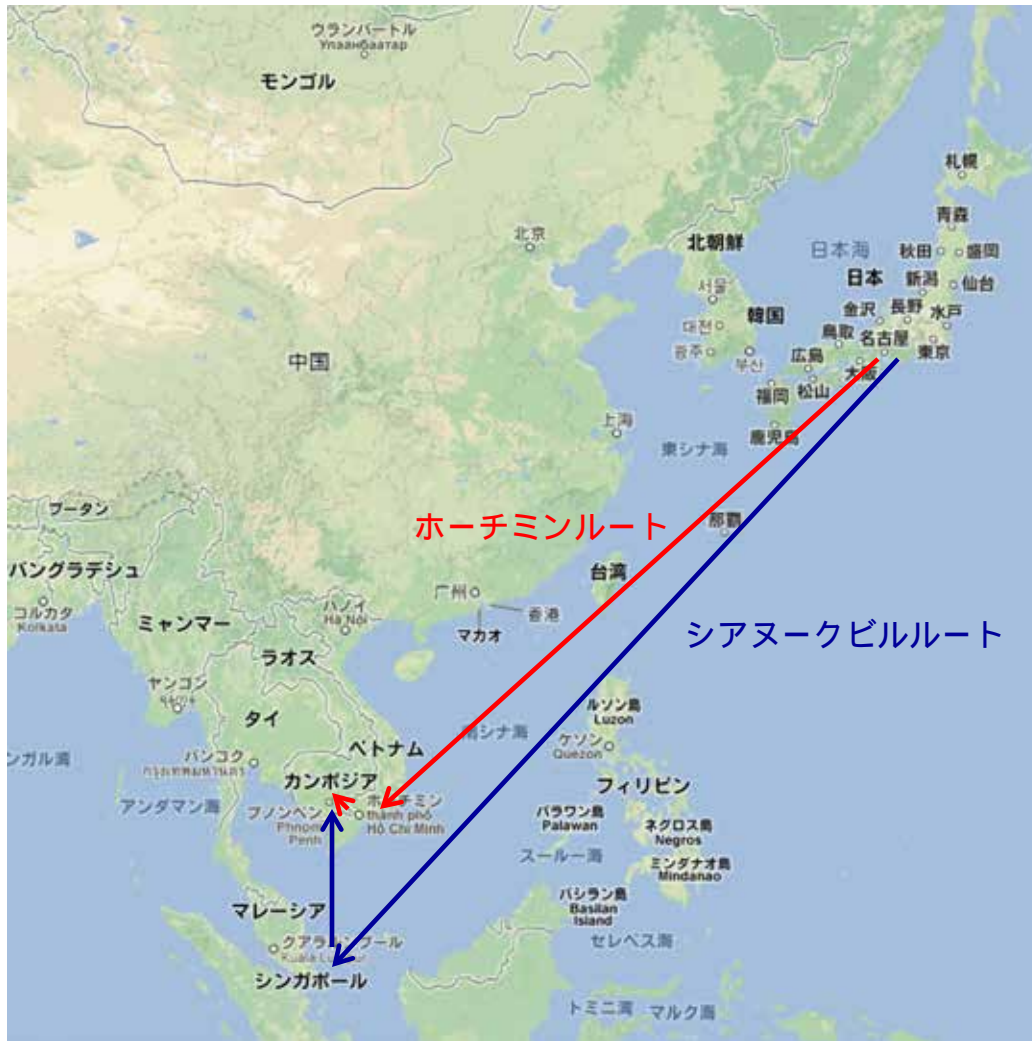 ウランバートル
Улаанбаатар
モンゴル
札幌
青森
北京
北朝鮮
日本海
秋田
盛岡
日本
新潟
仙台
서울
金沢
長野
水戸
韓国
대전
鳥取
名古屋
東京
광주
부산
広島
大阪
中国
福岡
松山
上海
鹿児島
東シナ海
ブータン
ホーチミンルート
那覇
バングラデシュ
台湾
广州
香港
コルカタ
Kolkata
ハノイ
Hà Nội
ミャンマー
マカオ
シアヌークビルルート
ラオス
ヤンゴン
タイ
ルソン島
Luzon
南シナ海
ベトナム
ケソン
Quezon
ンガル湾
バンコク
カンボジア
フィリピン
アンダマン海
プノンペン
Phnom
Penh
ホーチミン
thành phố
Hồ Chí Minh
パラワン島
Palawan
ネグロス島
Negros
スールー海
ミンダナオ島
Mindanao
バシラン島
Basilan
Island
マレーシア
クアラルンプール
Kuala Lumpur
セレベス海
シンガポール
トミニ湾
マルク海